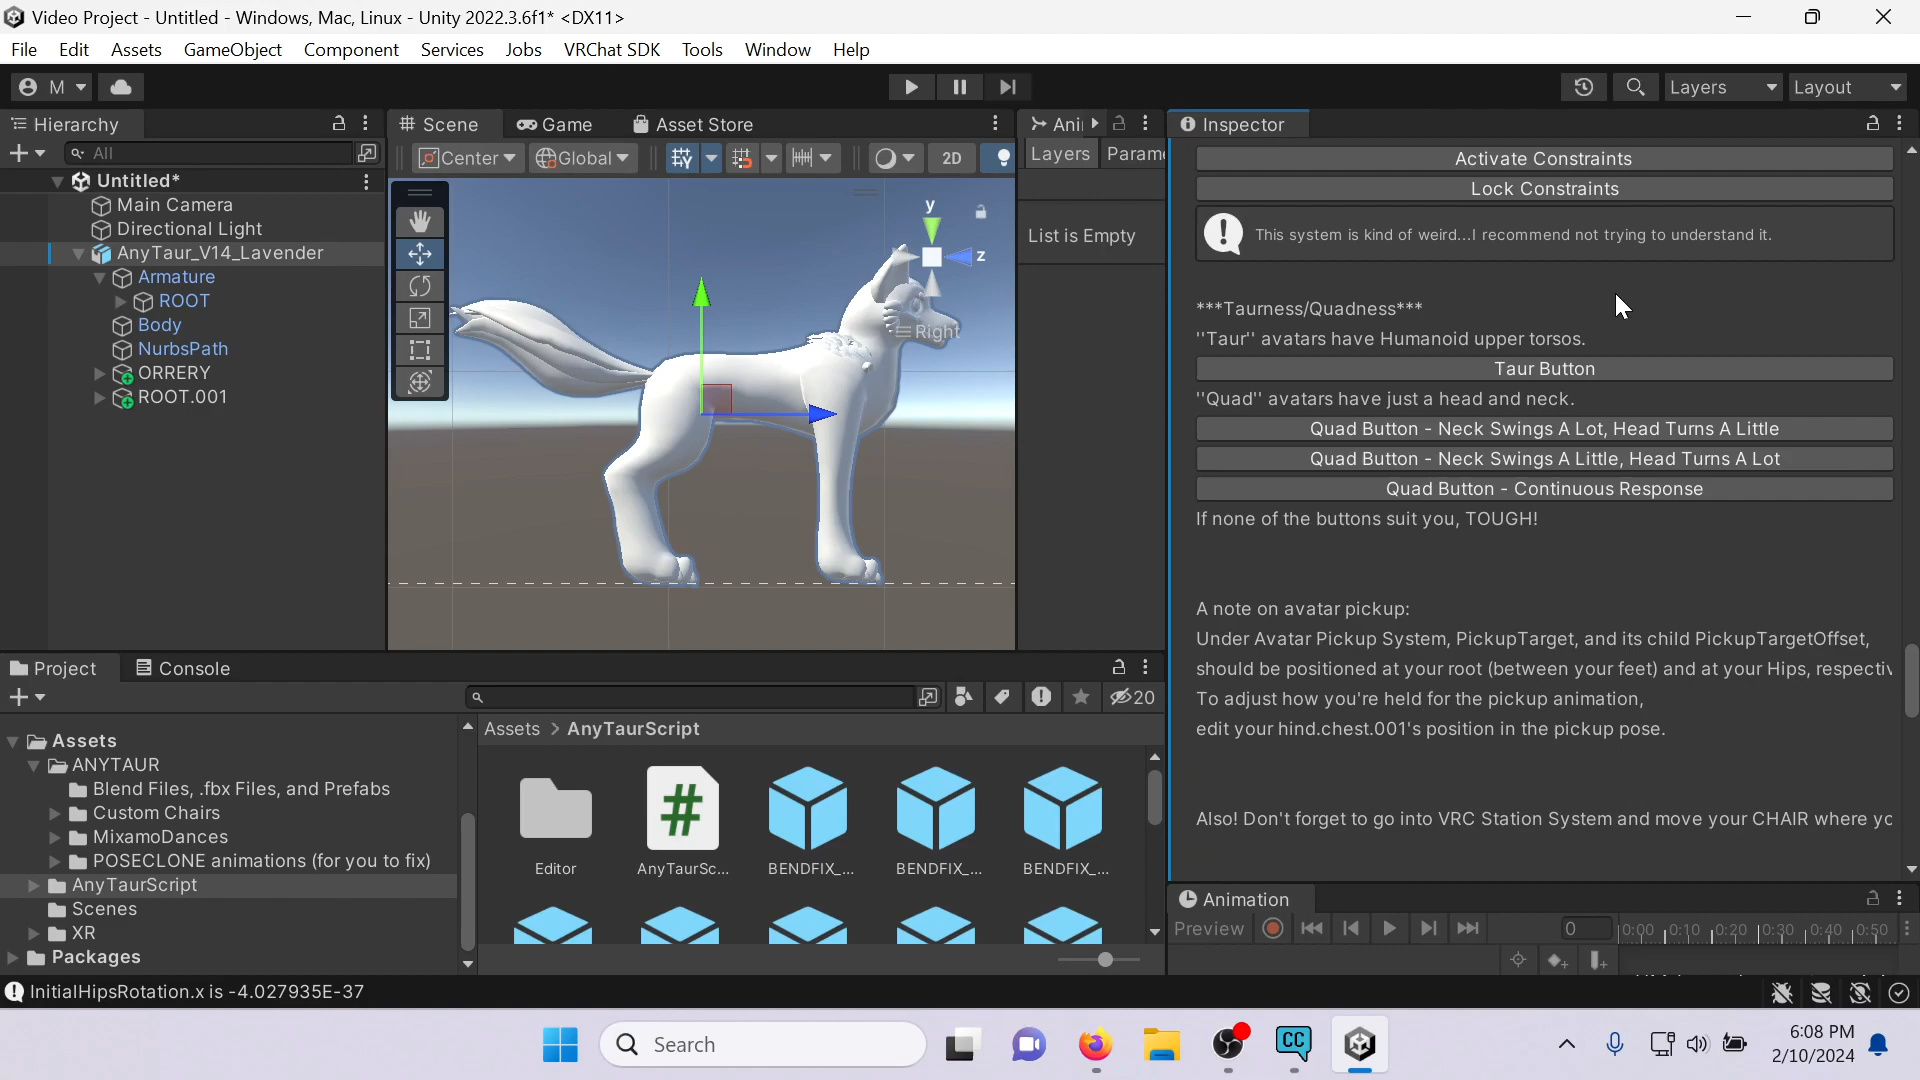 Video Project - Untitled - Windows, Mac, Linux - Unity 2022.3.6f1* <DX11>
File Edit Assets GameObject Component Services Jobs VRChat SDK Tools Window Help
M
Layers
Layout
Hierarchy
All
Untitled*
Main Camera
Directional Light
AnyTaur_V14_Lavender
Armature
ROOT
Body
NurbsPath
ORRERY
ROOT.001
Scene
Game
Asset Store
Center
Global
2D
y
z
Right
Ani
Layers
Parame
List is Empty
Inspector
Activate Constraints
Lock Constraints
This system is kind of weird...I recommend not trying to understand it.
***Taurness/Quadness***
"Taur" avatars have Humanoid upper torsos.
Taur Button
"Quad" avatars have just a head and neck.
Quad Button - Neck Swings A Lot, Head Turns A Little
Quad Button - Neck Swings A Little, Head Turns A Lot
Quad Button - Continuous Response
If none of the buttons suit you, TOUGH!
A note on avatar pickup:
Under Avatar Pickup System, PickupTarget, and its child PickupTargetOffset,
should be positioned at your root (between your feet) and at your Hips, respectiv
To adjust how you're held for the pickup animation,
edit your hind.chest.001's position in the pickup pose.
Also! Don't forget to go into VRC Station System and move your CHAIR where yo
Project
Console
20
Assets
ANYTAUR
Blend Files, .fbx Files, and Prefabs
Custom Chairs
MixamoDances
POSECLONE animations (for you to fix)
AnyTaurScript
Scenes
XR
Packages
Assets > AnyTaurScript
Editor
AnyTaurSc...
BENDFIX_...
BENDFIX_...
BENDFIX_...
Animation
Preview
0
0:00 0:10 0:20 0:30 0:40 0:50
InitialHipsRotation.x is -4.027935E-37
Search
CC
6:08 PM
2/10/2024